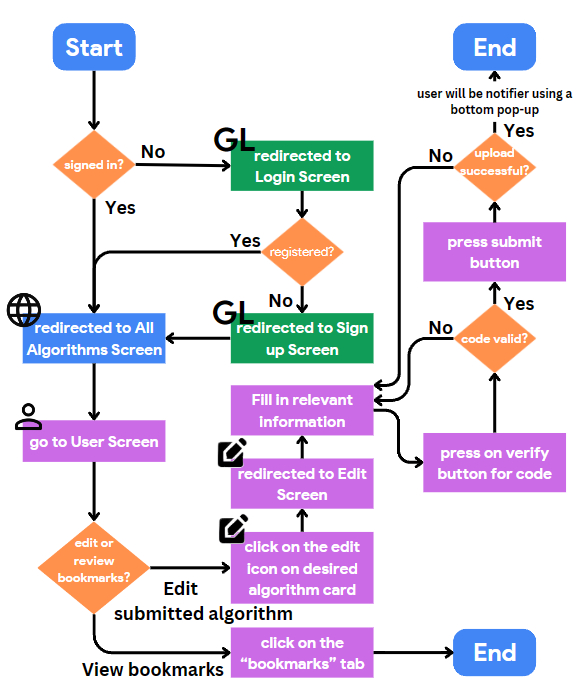 Start
End
user will be notifier using a
bottom pop-up
Yes
signed in?
No
GL
redirected to
Login Screen
No
upload
successful?
Yes
Yes
registered?
press submit
button
No
GL
redirected to Sign
up Screen
redirected to All
Algorithms Screen
Yes
No
code valid?
Fill in relevant
information
go to User Screen
redirected to Edit
Screen
press on verify
button for code
edit or
review
bookmarks?
click on the edit
icon on desired
algorithm card
Edit
submitted algorithm
click on the
“bookmarks” tab
View bookmarks
End